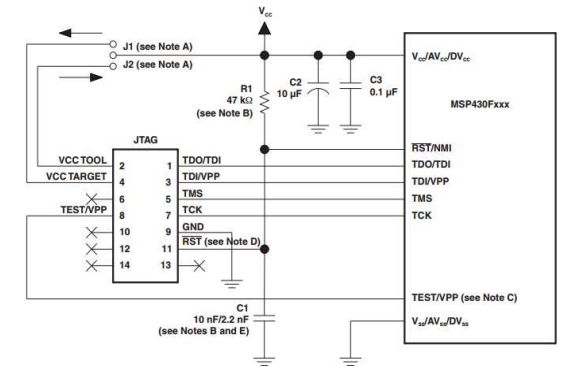 Vcc
J1 (see Note A)
J2 (see Note A)
Vcc/AVcc/DVcc
R1
47 kΩ
(see Note B)
C2
10 µF
C3
0.1 µF
MSP430Fxxx
JTAG
RST/NMI
VCC TOOL 2 1 TDO/TDI
TDO/TDI
VCC TARGET 4 3 TDI/VPP
TDI/VPP
6 5 TMS
TMS
TEST/VPP 8 7 TCK
TCK
10 9 GND
12 11 RST (see Note D)
14 13
C1
10 nF/2.2 nF
(see Notes B and E)
TEST/VPP (see Note C)
Vss/AVss/DVss